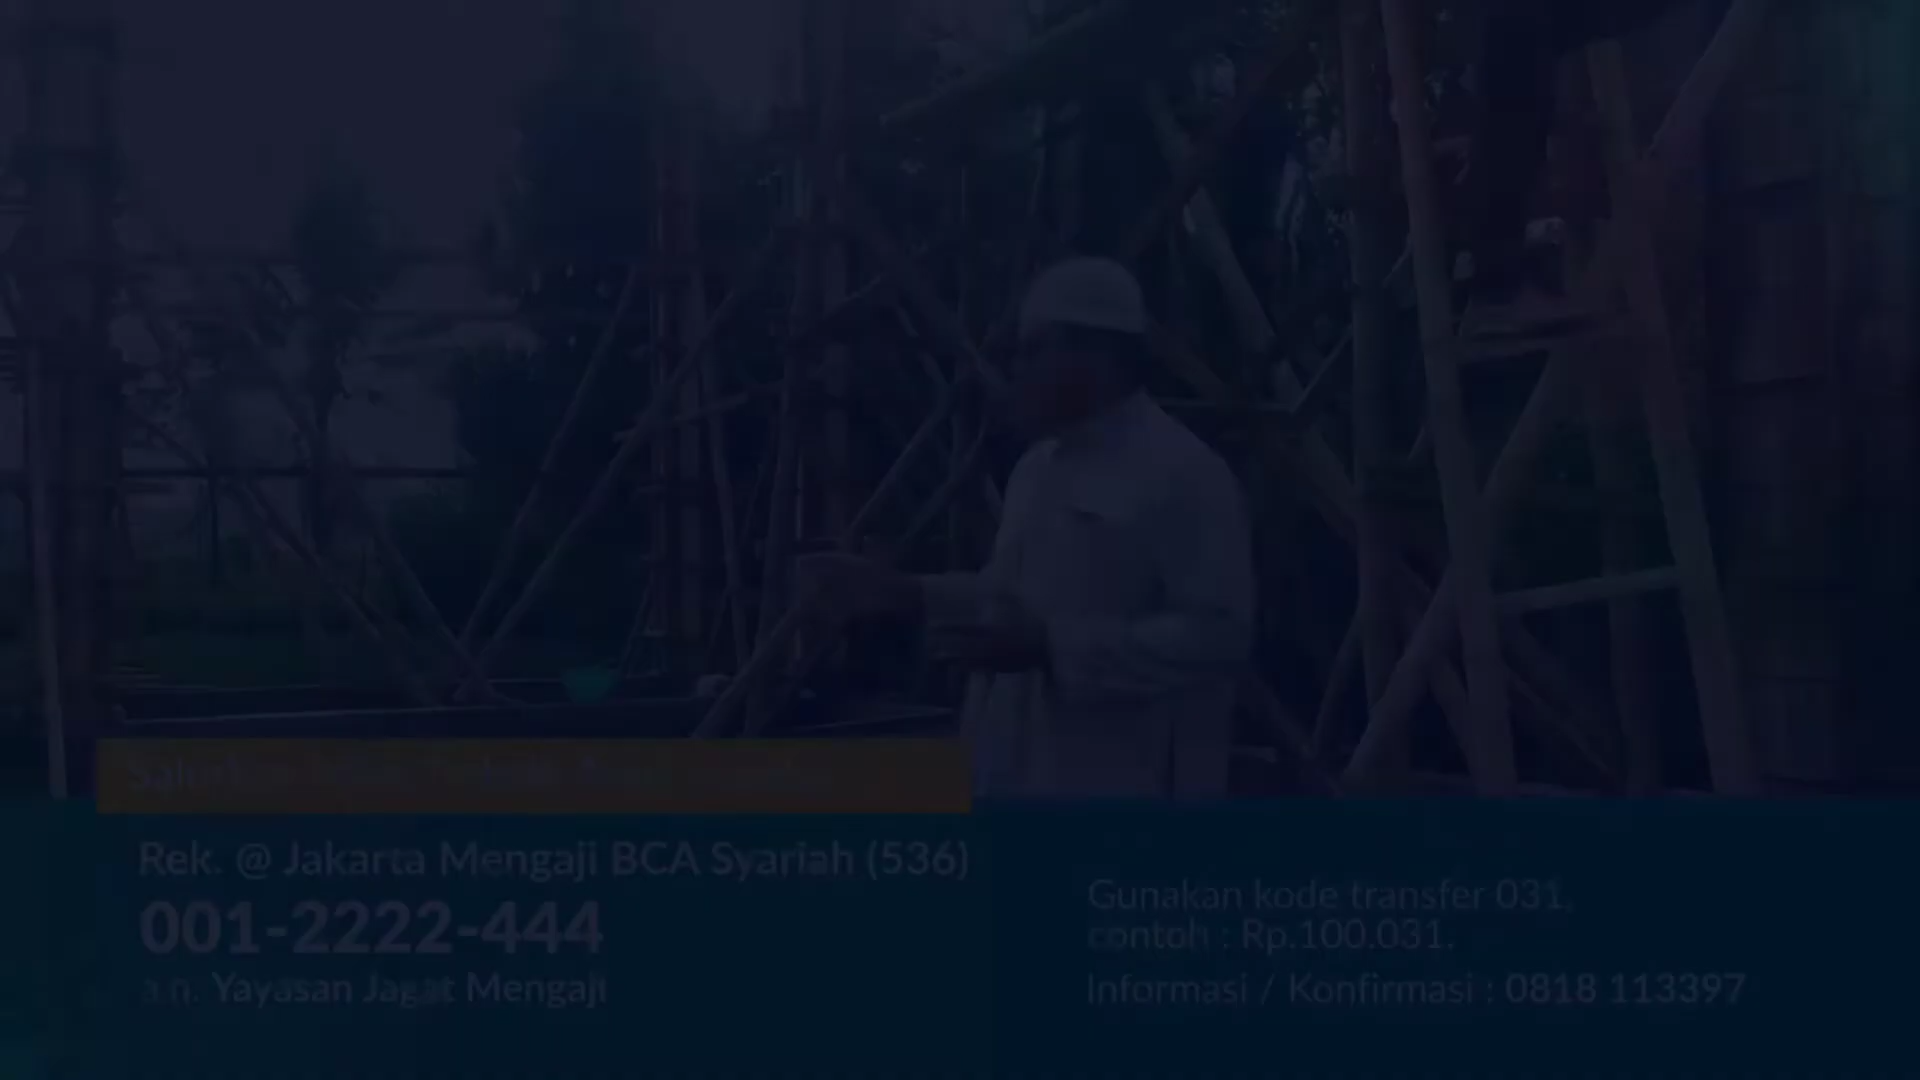 Rek. @ Jakarta Mengaji BCA Syariah (536)
001-2222-444
a.n. Yayasan Jagat Mengaji
Gunakan kode transfer 031,
contoh : Rp.100.031.
Informasi / Konfirmasi : 0818 113397